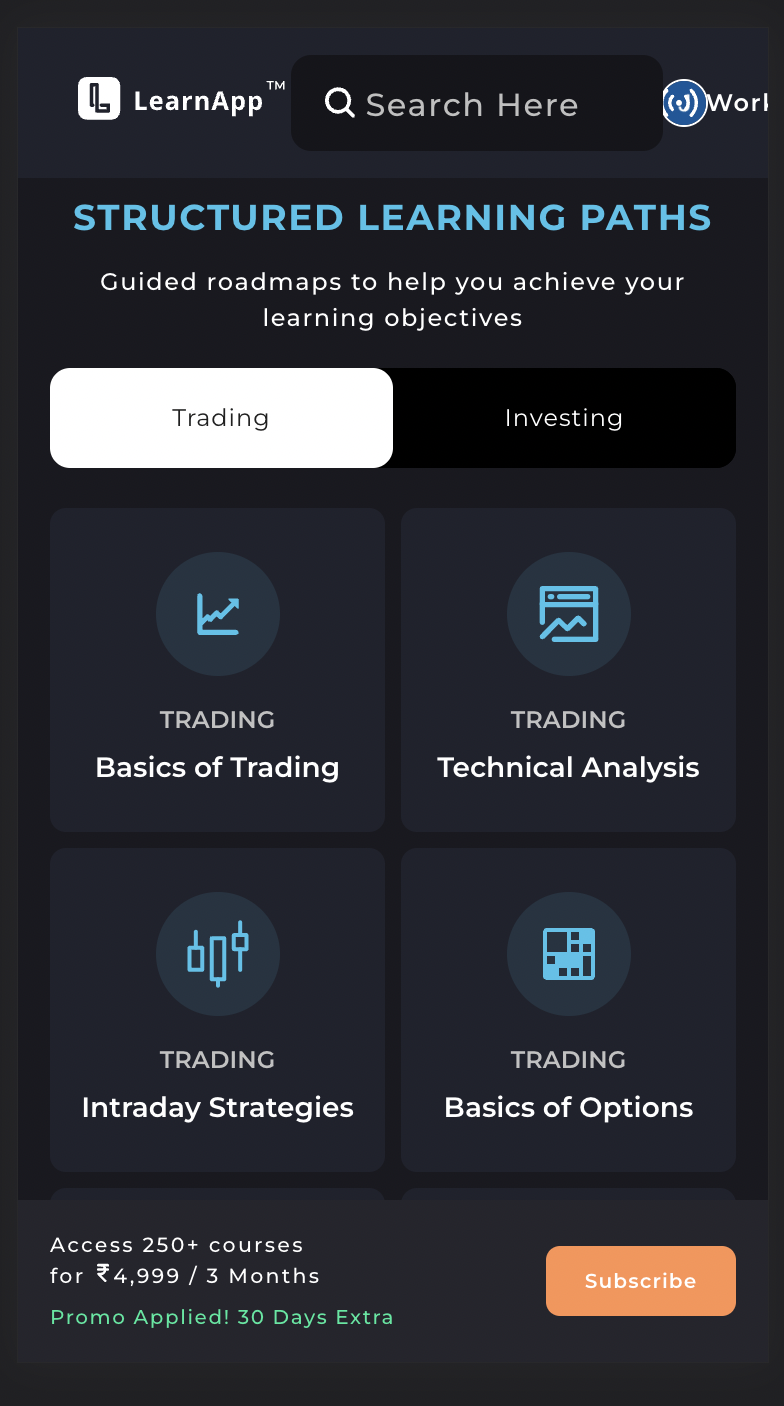 LearnApp™
Search Here
STRUCTURED LEARNING PATHS
Guided roadmaps to help you achieve your
learning objectives
Trading
Investing
TRADING
Basics of Trading
TRADING
Technical Analysis
TRADING
Intraday Strategies
TRADING
Basics of Options
Access 250+ courses
for ₹4,999 / 3 Months
Promo Applied! 30 Days Extra
Subscribe